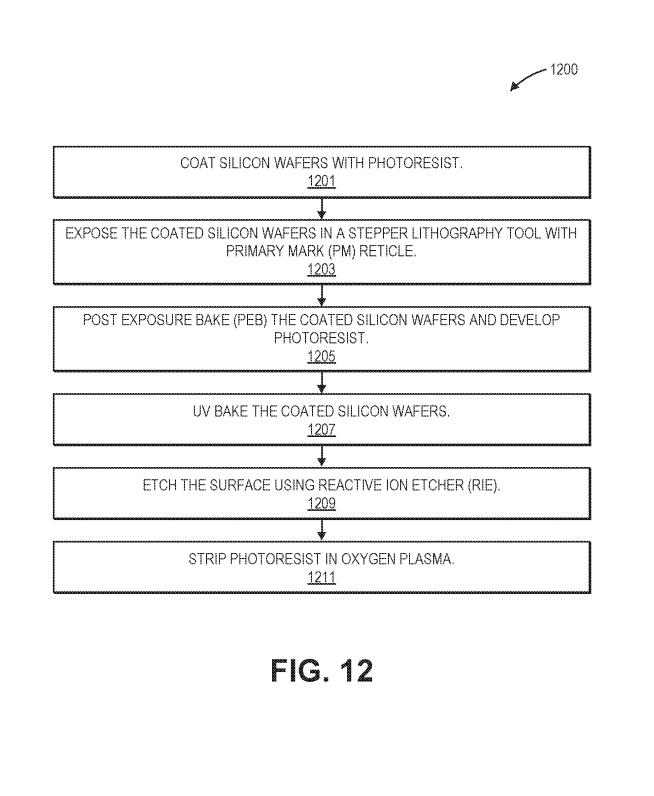 1200
COAT SILICON WAFERS WITH PHOTORESIST.
1201
EXPOSE THE COATED SILICON WAFERS IN A STEPPER LITHOGRAPHY TOOL WITH
PRIMARY MARK (PM) RETICLE.
1203
POST EXPOSURE BAKE (PEB) THE COATED SILICON WAFERS AND DEVELOP
PHOTORESIST.
1205
UV BAKE THE COATED SILICON WAFERS.
1207
ETCH THE SURFACE USING REACTIVE ION ETCHER (RIE).
1209
STRIP PHOTORESIST IN OXYGEN PLASMA.
1211
FIG. 12